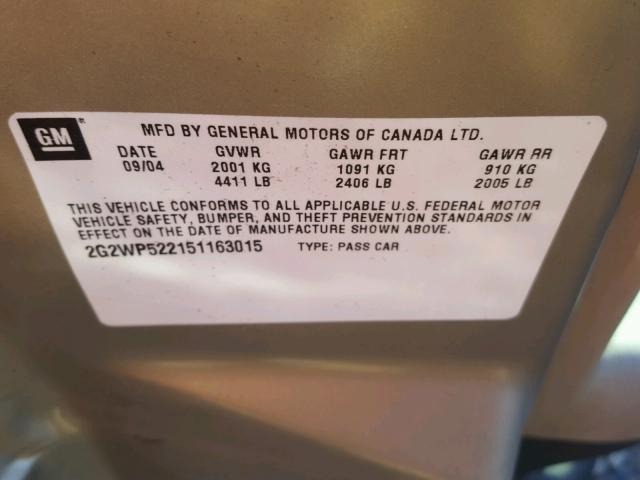 GM® MFD BY GENERAL MOTORS OF CANADA LTD.
DATE GVWR GAWR FRT GAWR RR
09/04 2001 KG 1091 KG 910 KG
4411 LB 2406 LB 2005 LB
THIS VEHICLE CONFORMS TO ALL APPLICABLE U.S. FEDERAL MOTOR
VEHICLE SAFETY, BUMPER, AND THEFT PREVENTION STANDARDS IN
EFFECT ON THE DATE OF MANUFACTURE SHOWN ABOVE.
2G2WP522151163015 TYPE: PASS CAR